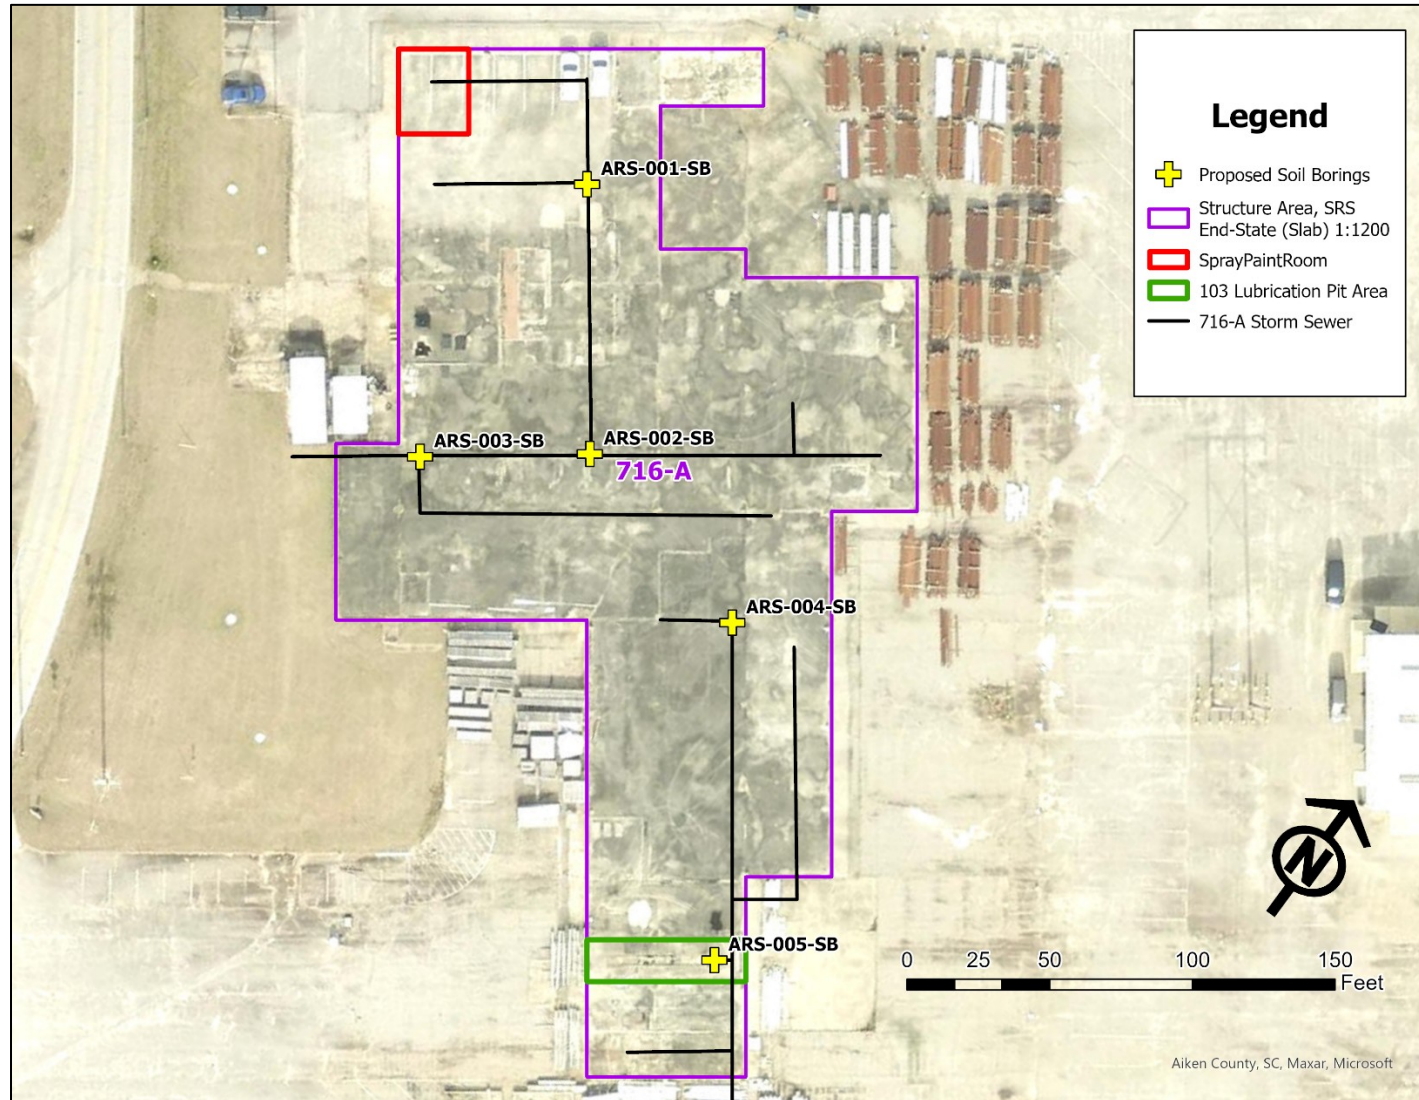 Legend
Proposed Soil Borings
Structure Area, SRS
End-State (Slab) 1:1200
SprayPaintRoom
103 Lubrication Pit Area
716-A Storm Sewer
ARS-001-SB
ARS-003-SB
ARS-002-SB
716-A
ARS-004-SB
ARS-005-SB
N
0 25 50 100 150
Feet
Aiken County, SC, Maxar, Microsoft